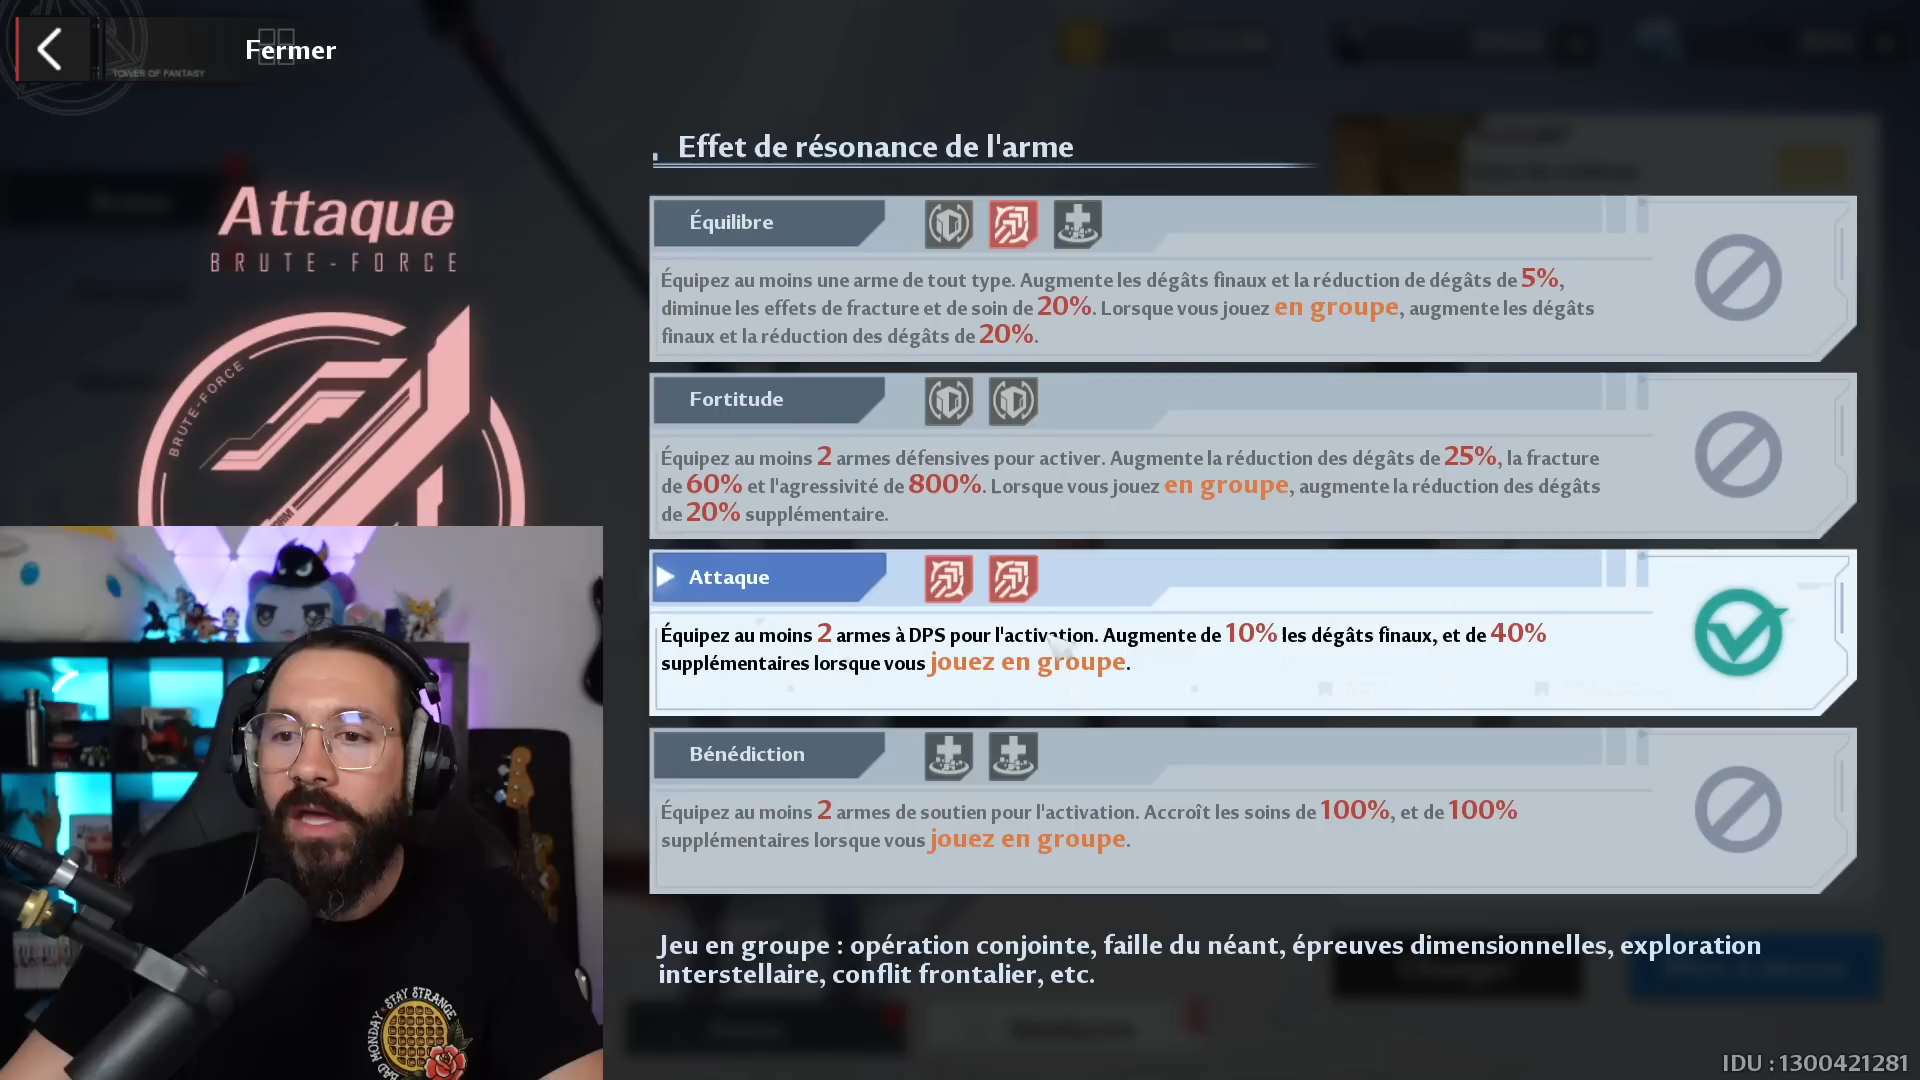 Fermer
TOWER OF FANTASY
Attaque
BRUTE-FORCE
BRUTE-FORCE
Effet de résonance de l'arme
Équilibre
Équipez au moins une arme de tout type. Augmente les dégâts finaux et la réduction de dégâts de 5%,
diminue les effets de fracture et de soin de 20%. Lorsque vous jouez en groupe, augmente les dégâts
finaux et la réduction des dégâts de 20%.
Fortitude
Équipez au moins 2 armes défensives pour activer. Augmente la réduction des dégâts de 25%, la fracture
de 60% et l'agressivité de 800%. Lorsque vous jouez en groupe, augmente la réduction des dégâts
de 20% supplémentaire.
Attaque
Équipez au moins 2 armes à DPS pour l'activation. Augmente de 10% les dégâts finaux, et de 40%
supplémentaires lorsque vous jouez en groupe.
Bénédiction
Équipez au moins 2 armes de soutien pour l'activation. Accroît les soins de 100%, et de 100%
supplémentaires lorsque vous jouez en groupe.
Jeu en groupe : opération conjointe, faille du néant, épreuves dimensionnelles, exploration
interstellaire, conflit frontalier, etc.
STAY STRANGE
BAD MONDAY
IDU : 1300421281